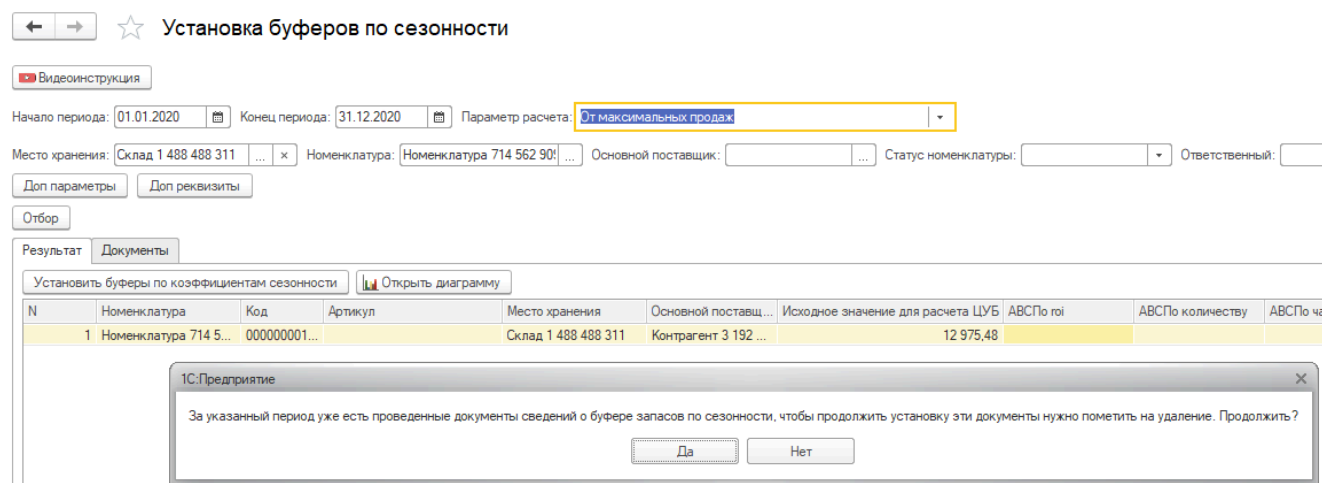 Установка буферов по сезонности
Видеоинструкция
Начало периода: 01.01.2020 Конец периода: 31.12.2020 Параметр расчета: От максимальных продаж
Место хранения: Склад 1 488 488 311 ... × Номенклатура: Номенклатура 714 562 90 ... Основной поставщик: ... Статус номенклатуры: Ответственный:
Доп параметры Доп реквизиты
Отбор
Результат Документы
Установить буферы по коэффициентам сезонности Открыть диаграмму
N Номенклатура Код Артикул Место хранения Основной поставщ... Исходное значение для расчета ЦУБ АВСПо roi АВСПо количеству АВСПо ча
1 Номенклатура 714 5... 000000001... Склад 1 488 488 311 Контрагент 3 192 ... 12 975,48
1С:Предприятие
За указанный период уже есть проведенные документы сведений о буфере запасов по сезонности, чтобы продолжить установку эти документы нужно пометить на удаление. Продолжить?
Да Нет